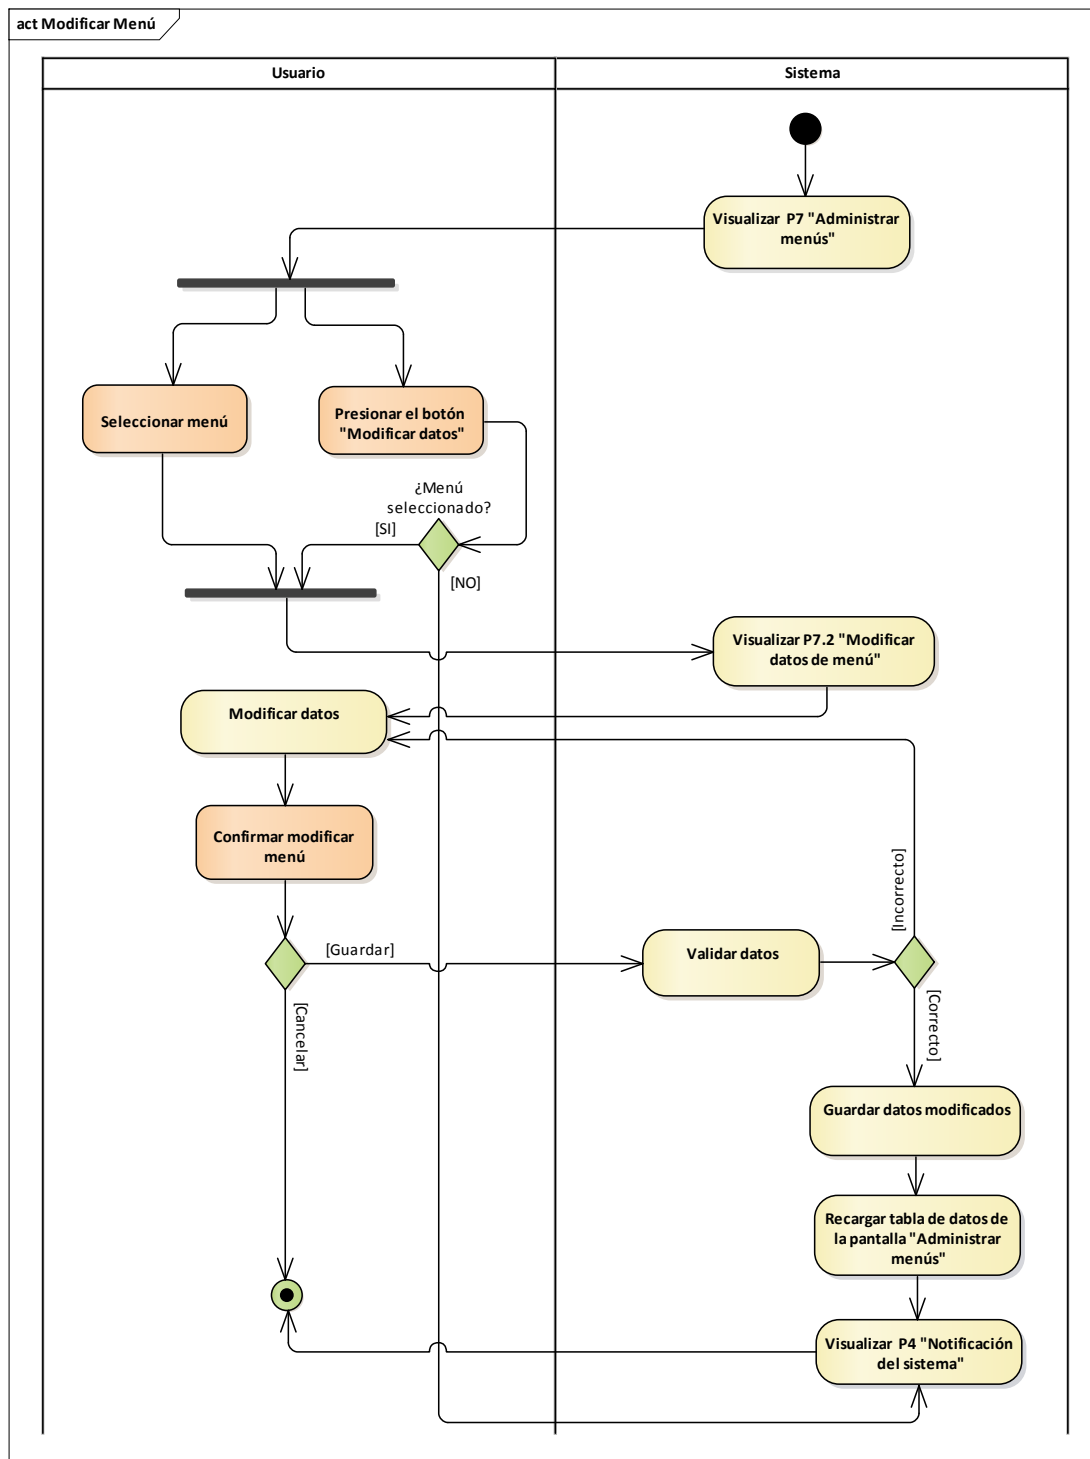 act Modificar Menú
Usuario
Sistema
Visualizar P7 "Administrar
menús"
Seleccionar menú
Presionar el botón
"Modificar datos"
¿Menú
seleccionado?
[SI]
[NO]
Visualizar P7.2 "Modificar
datos de menú"
Modificar datos
Confirmar modificar
menú
[Incorrecto]
[Guardar]
Validar datos
[Cancelar]
[Correcto]
Guardar datos modificados
Recargar tabla de datos de
la pantalla "Administrar
menús"
Visualizar P4 "Notificación
del sistema"